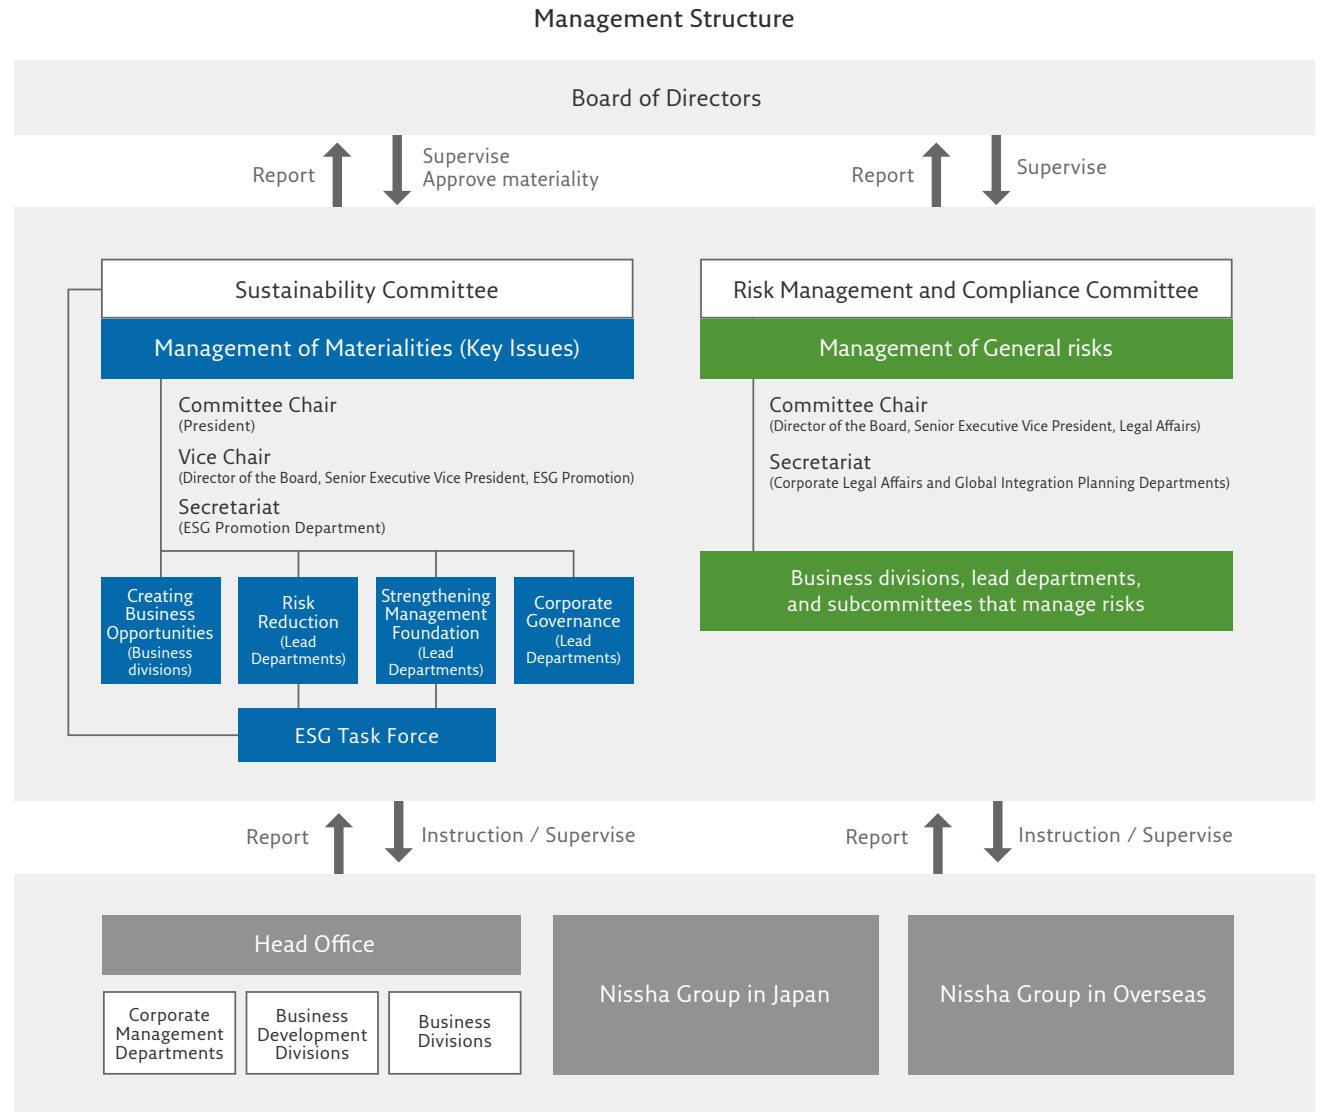 Management Structure
Board of Directors
Report
Supervise
Approve materiality
Report
Supervise
Sustainability Committee
Management of Materialities (Key Issues)
Committee Chair
(President)
Vice Chair
(Director of the Board, Senior Executive Vice President, ESG Promotion)
Secretariat
(ESG Promotion Department)
Creating
Business
Opportunities
(Business
divisions)
Risk
Reduction
(Lead
Departments)
Strengthening
Management
Foundation
(Lead
Departments)
Corporate
Governance
(Lead
Departments)
ESG Task Force
Risk Management and Compliance Committee
Management of General risks
Committee Chair
(Director of the Board, Senior Executive Vice President, Legal Affairs)
Secretariat
(Corporate Legal Affairs and Global Integration Planning Departments)
Business divisions, lead departments,
and subcommittees that manage risks
Report
Instruction / Supervise
Report
Instruction / Supervise
Head Office
Corporate
Management
Departments
Business
Development
Divisions
Business
Divisions
Nissha Group in Japan
Nissha Group in Overseas